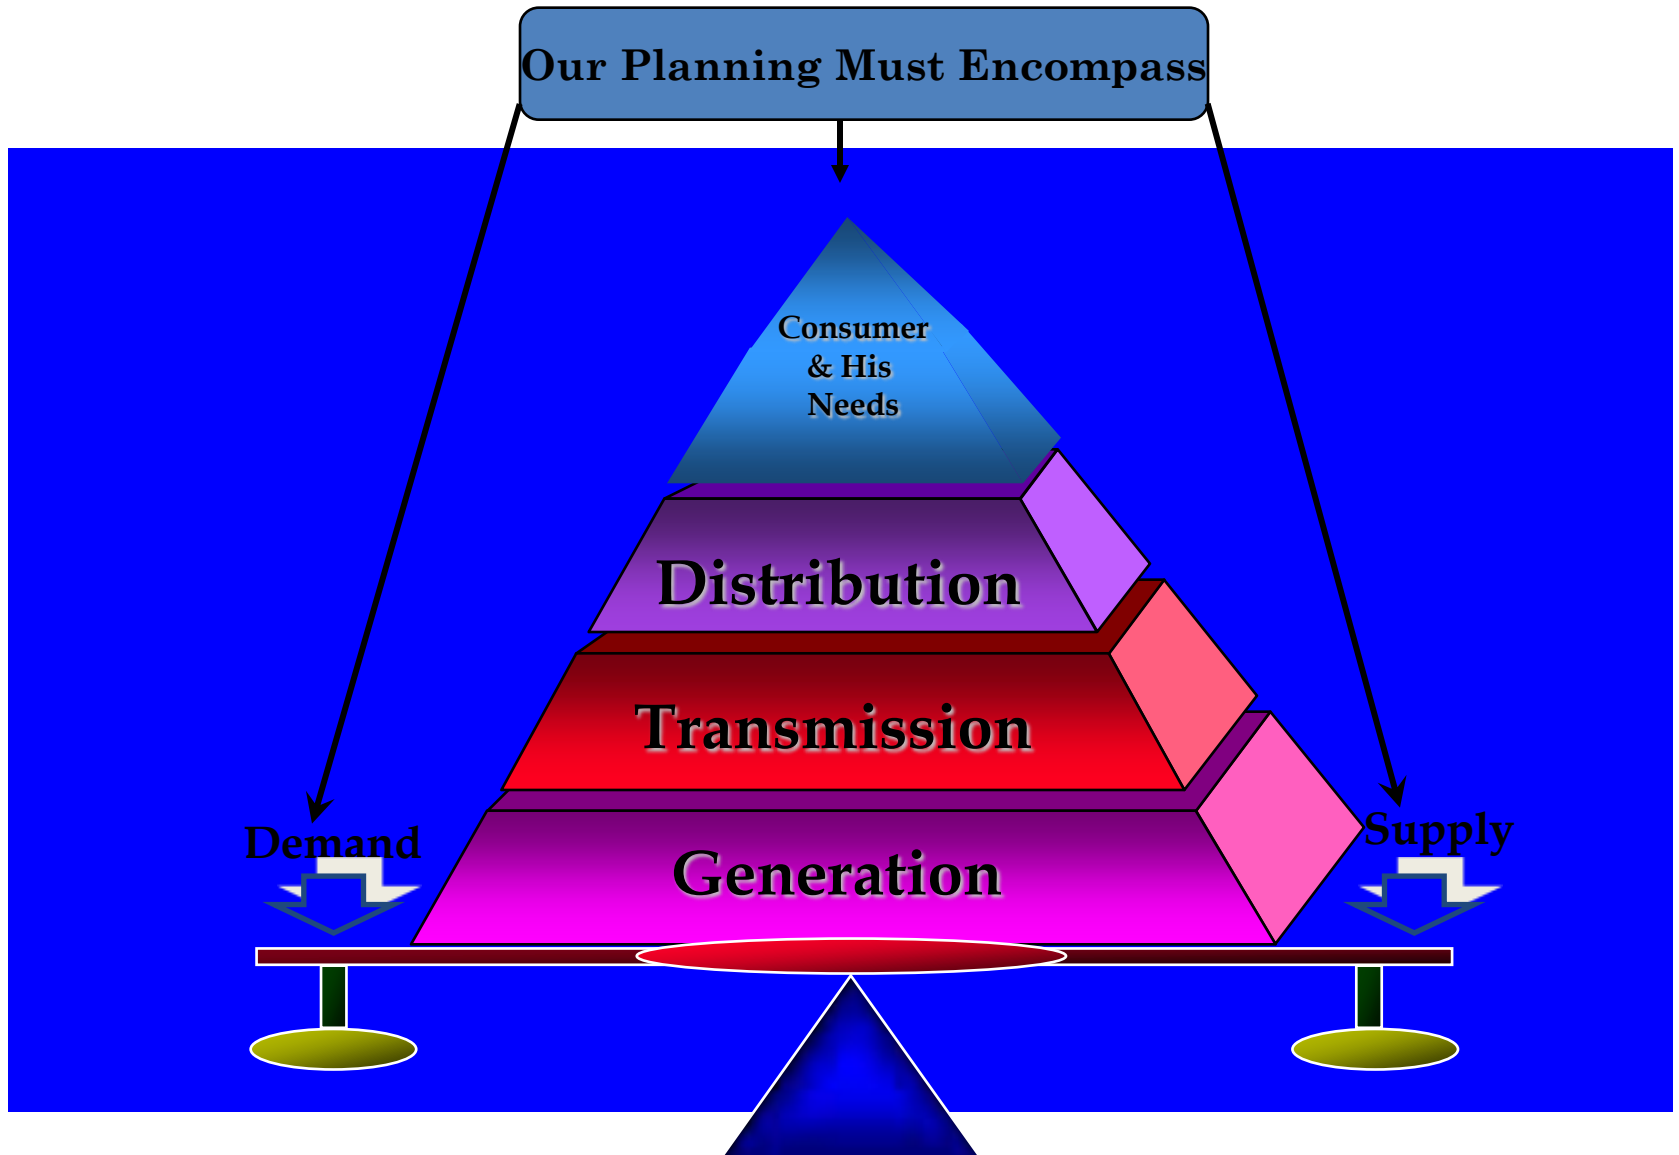 Our Planning Must Encompass
Consumer
& His
Needs
Distribution
Transmission
Generation
Demand
Supply